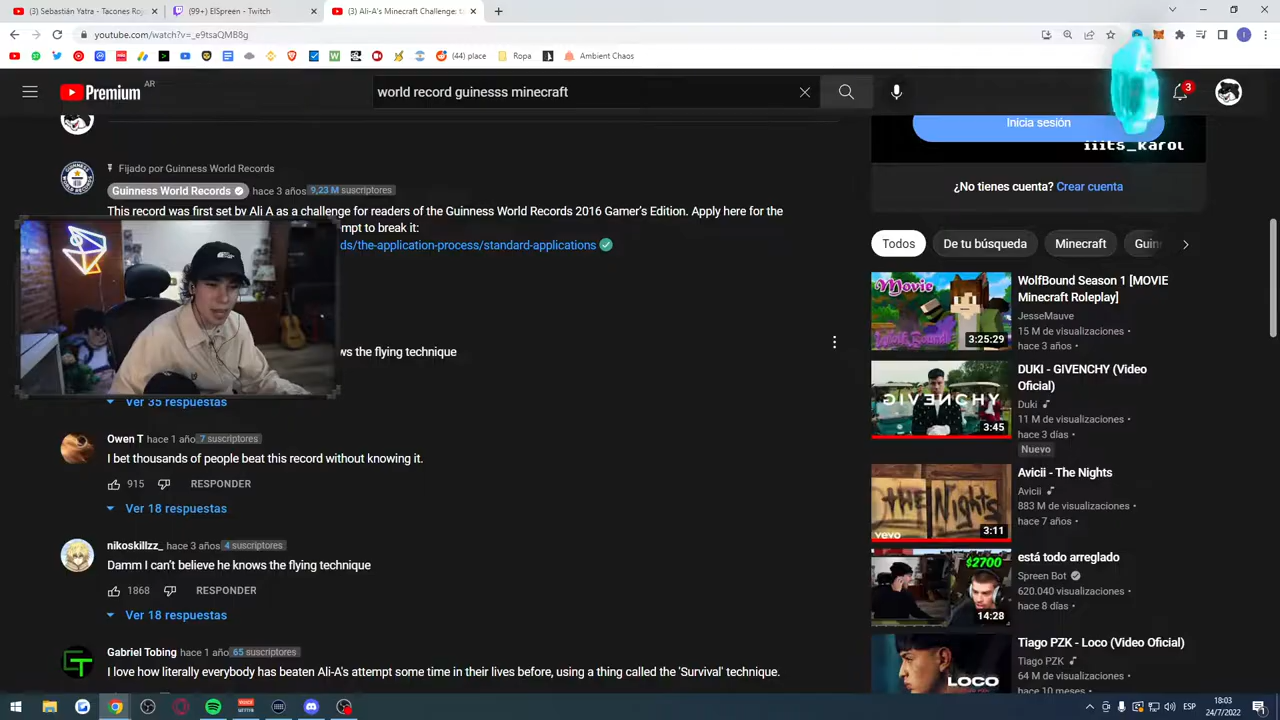 (3) Sebastián Yatra - Tacones Roj
(99+) ElSpreen - Twitch
(3) Ali-A's Minecraft Challenge: t
youtube.com/watch?v=_e9tsaQMB8g
(44) place
Ropa
Ambient Chaos
Premium
AR
world record guinesss minecraft
3
Inicia sesión
iiits_karol
¿No tienes cuenta? Crear cuenta
Fijado por Guinness World Records
Guinness World Records hace 3 años 9,23 M suscriptores
This record was first set by Ali A as a challenge for readers of the Guinness World Records 2016 Gamer's Edition. Apply here for the
mpt to break it:
ds/the-application-process/standard-applications
ws the flying technique
Ver 35 respuestas
Owen T hace 1 año 7 suscriptores
I bet thousands of people beat this record without knowing it.
915 RESPONDER
Ver 18 respuestas
nikoskillzz_ hace 3 años 4 suscriptores
Damm I can't believe he knows the flying technique
1868 RESPONDER
Ver 18 respuestas
Gabriel Tobing hace 1 año 65 suscriptores
I love how literally everybody has beaten Ali-A's attempt some time in their lives before, using a thing called the 'Survival' technique.
Todos De tu búsqueda Minecraft Guin
Movie
3:25:29
WolfBound Season 1 [MOVIE
Minecraft Roleplay]
JesseMauve
15 M de visualizaciones •
hace 3 años •
GIVENCHY
3:45
DUKI - GIVENCHY (Video
Oficial)
Duki
11 M de visualizaciones •
hace 3 días •
Nuevo
THE NIGHTS
vevo
3:11
Avicii - The Nights
Avicii
883 M de visualizaciones •
hace 7 años •
$2700
14:28
está todo arreglado
Spreen Bot
620.040 visualizaciones •
hace 8 días •
LOCO
Tiago PZK - Loco (Video Oficial)
Tiago PZK
64 M de visualizaciones •
hace 10 meses •
ESP
18:03
24/7/2022